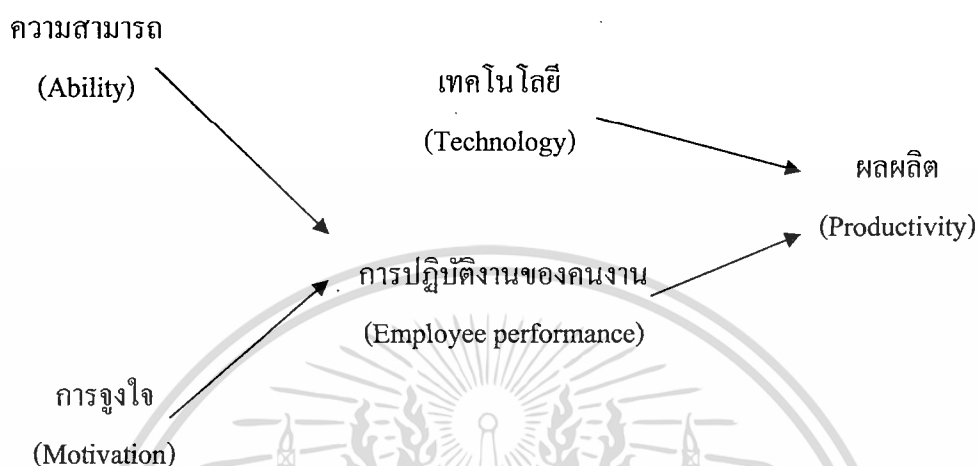 ความสามารถ
(Ability)
เทคโนโลยี
(Technology)
ผลผลิต
(Productivity)
การปฏิบัติงานของคนงาน
(Employee performance)
การจูงใจ
(Motivation)